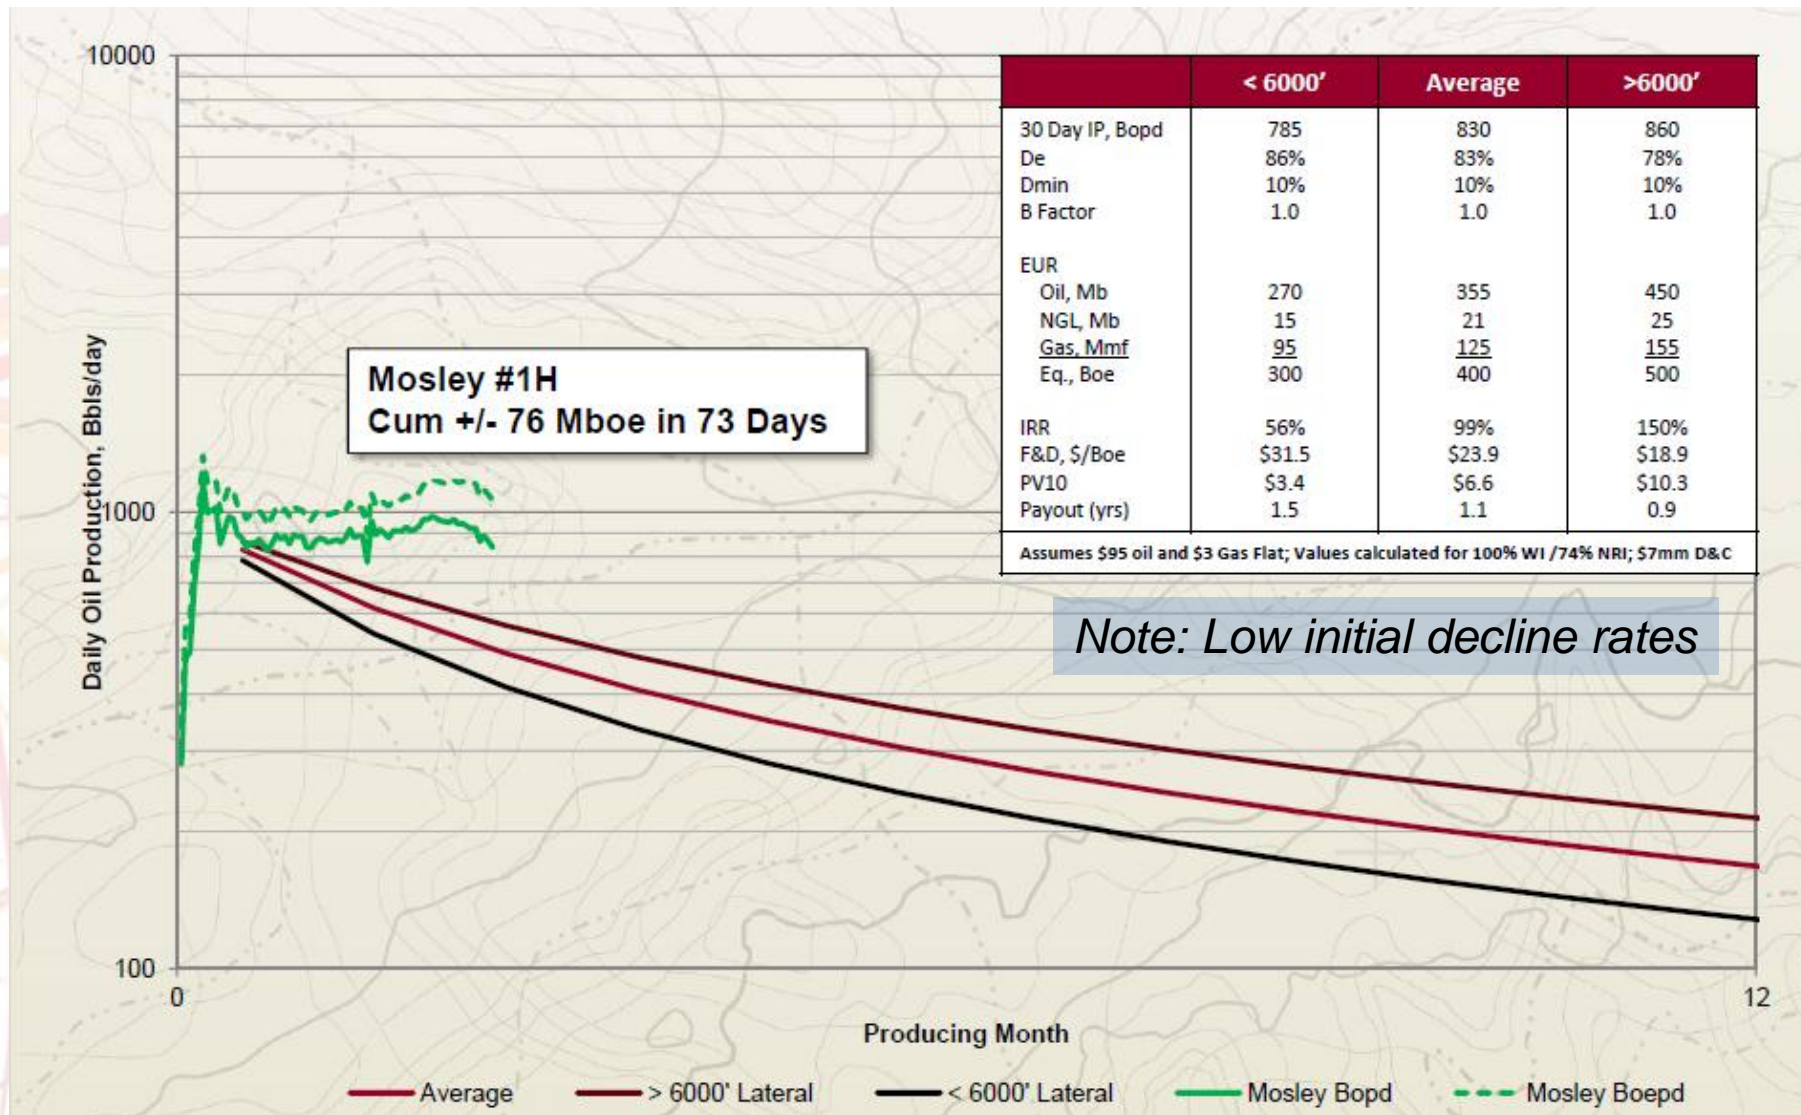 10000
1000
100
0
12
Daily Oil Production, Bbls/day
Producing Month
Mosley #1H
Cum +/- 76 Mboe in 73 Days
< 6000′ Average >6000′
30 Day IP, Bopd 785 830 860
De 86% 83% 78%
Dmin 10% 10% 10%
B Factor 1.0 1.0 1.0
EUR
Oil, Mb 270 355 450
NGL, Mb 15 21 25
Gas, Mmf 95 125 155
Eq., Boe 300 400 500
IRR 56% 99% 150%
F&D, $/Boe $31.5 $23.9 $18.9
PV10 $3.4 $6.6 $10.3
Payout (yrs) 1.5 1.1 0.9
Assumes $95 oil and $3 Gas Flat; Values calculated for 100% WI /74% NRI; $7mm D&C
Note: Low initial decline rates
Average > 6000' Lateral < 6000' Lateral Mosley Bopd Mosley Boepd